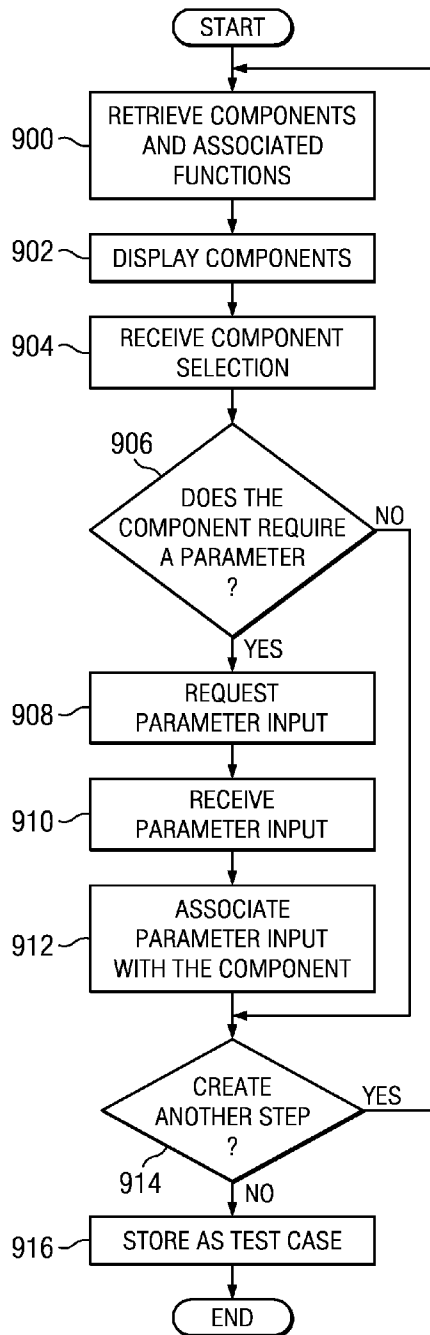 START
900
RETRIEVE COMPONENTS
AND ASSOCIATED
FUNCTIONS
902
DISPLAY COMPONENTS
904
RECEIVE COMPONENT
SELECTION
906
DOES THE
COMPONENT REQUIRE
A PARAMETER
?
NO
YES
908
REQUEST
PARAMETER INPUT
910
RECEIVE
PARAMETER INPUT
912
ASSOCIATE
PARAMETER INPUT
WITH THE COMPONENT
CREATE
ANOTHER STEP
?
YES
914
NO
916
STORE AS TEST CASE
END